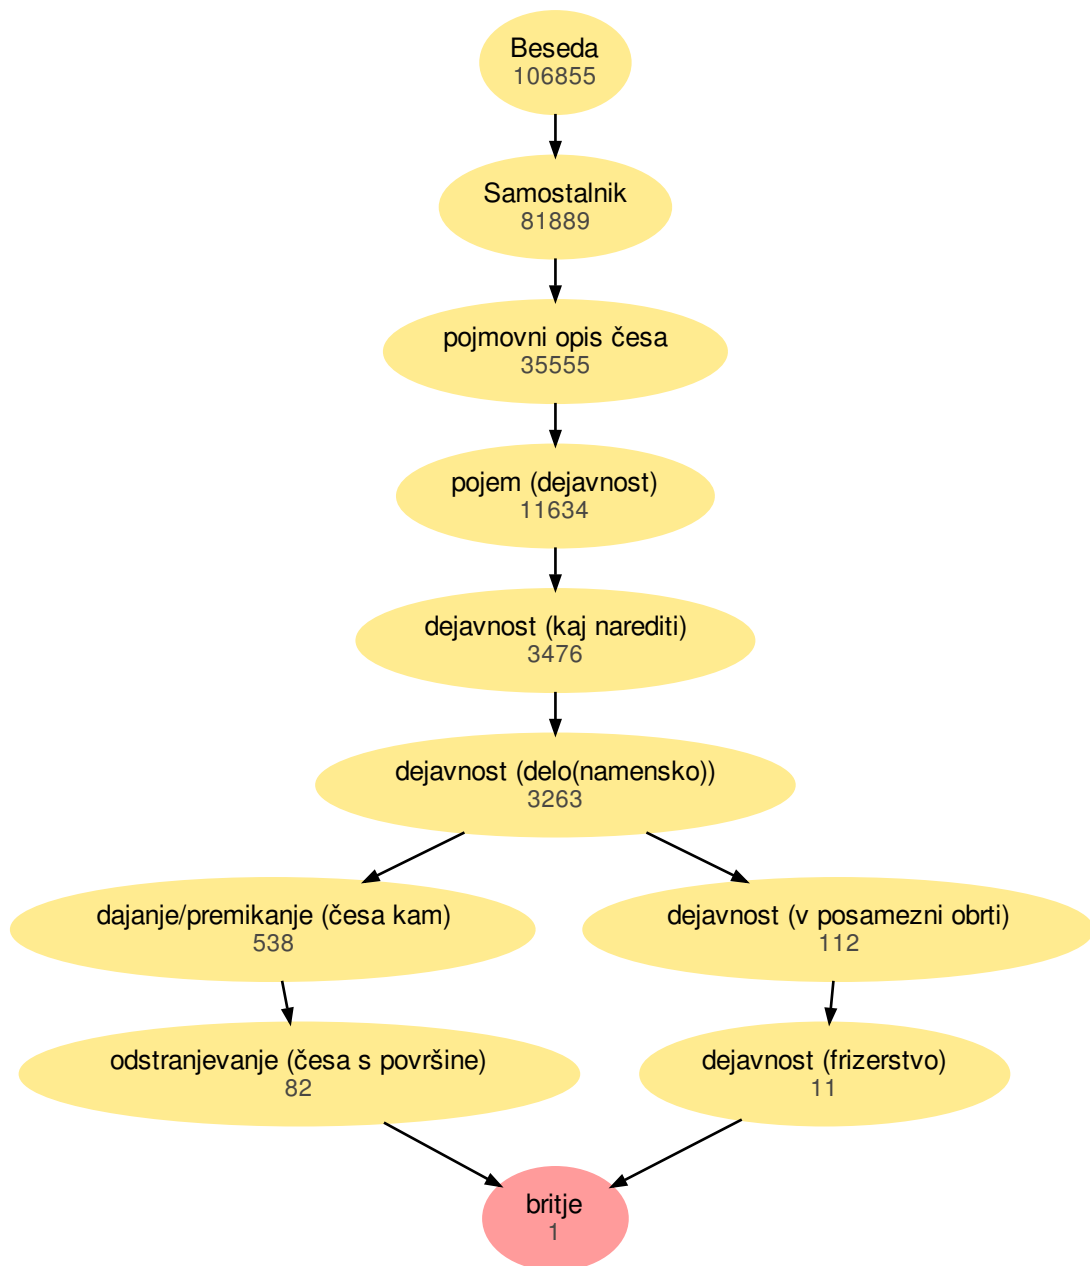 Beseda
106855
Samostalnik
81889
pojmovni opis česa
35555
pojem (dejavnost)
11634
dejavnost (kaj narediti)
3476
dejavnost (delo(namensko))
3263
dajanje/premikanje (česa kam)
538
dejavnost (v posamezni obrti)
112
odstranjevanje (česa s površine)
82
dejavnost (frizerstvo)
11
britje
1